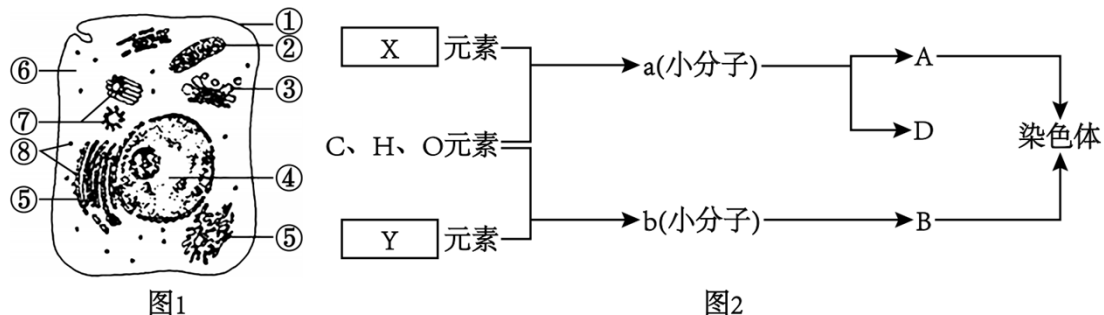 ①
②
③
④
⑤
⑥
⑦
⑧
⑤
图1
X 元素
C、H、O元素
Y 元素
a(小分子)
b(小分子)
A
D
B
染色体
图2